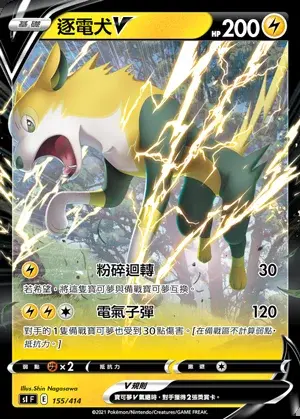 基礎 逐電犬V HP200
粉碎迴轉 30
若希望，將這隻寶可夢與備戰寶可夢互換。
電氣子彈 120
對手的1隻備戰寶可夢也受到30點傷害。[在備戰區不計算弱點、
抵抗力。]
弱點 ×2 抵抗力 撤退
Illus.Shin Nagasawa
sI F E 155/414
V規則
寶可夢V氣絕時，對手獲得2張獎賞卡。
©2021 Pokémon/Nintendo/Creatures/GAME FREAK.